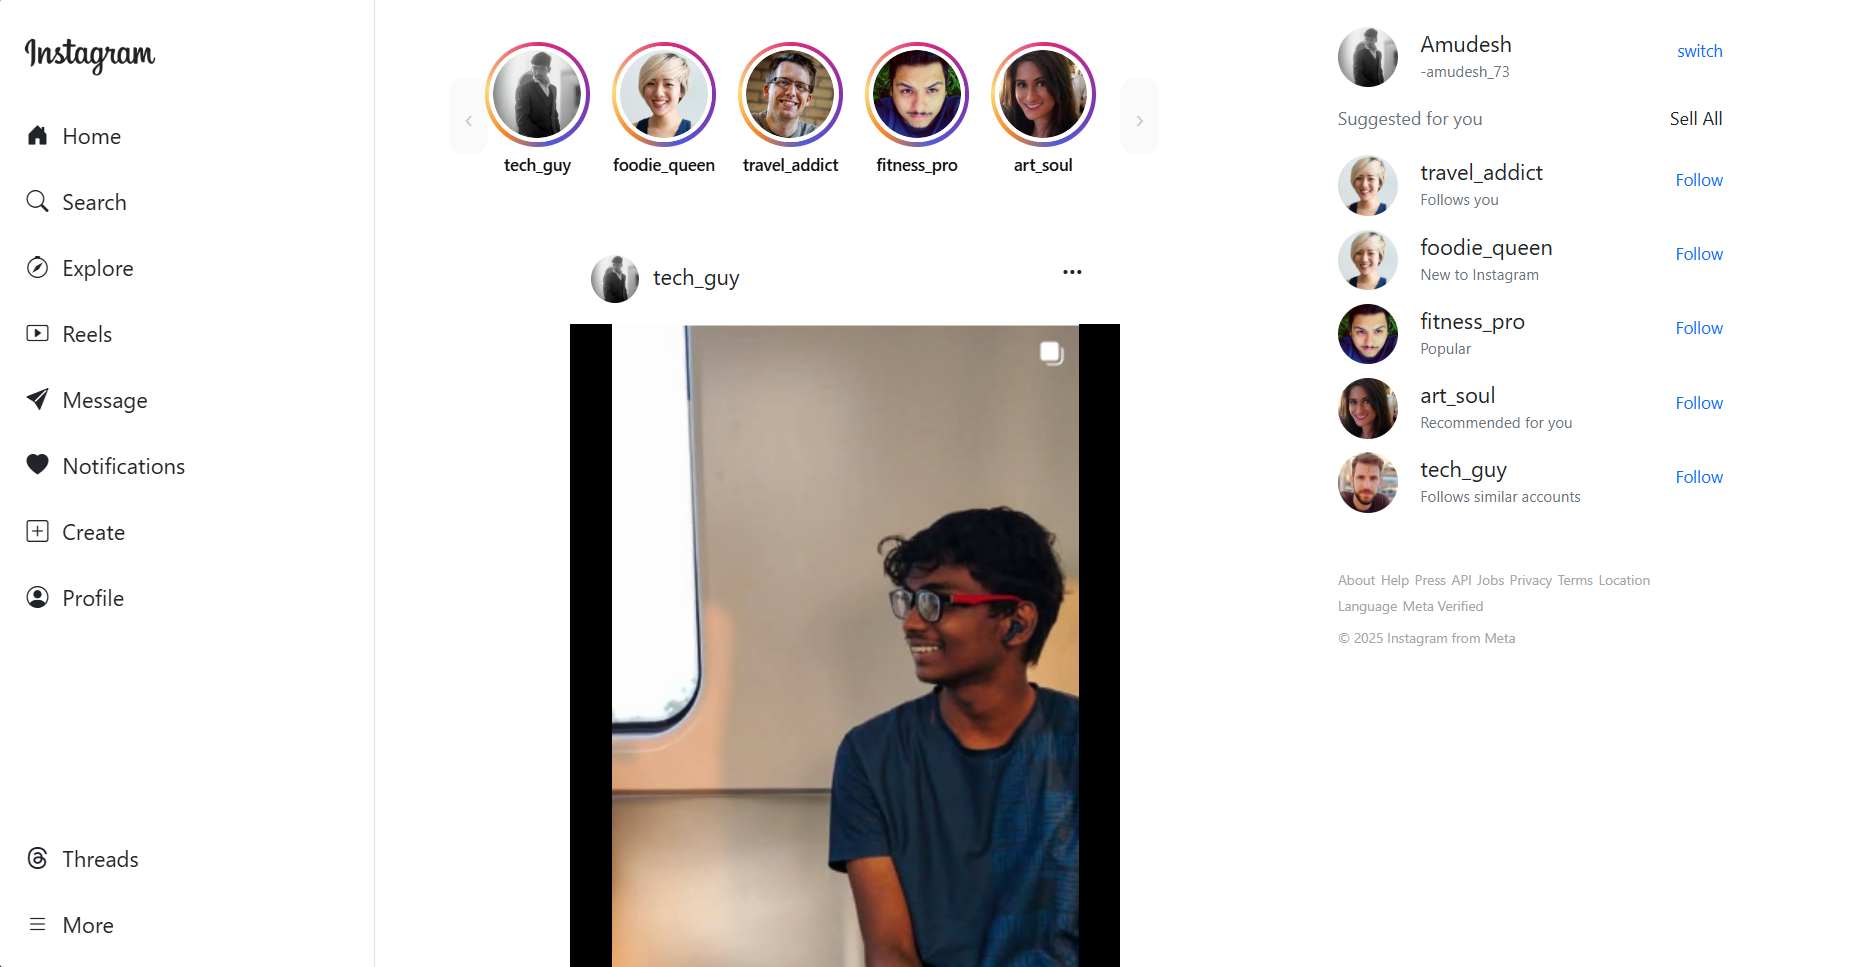 Instagram
Home
Search
Explore
Reels
Message
Notifications
Create
Profile
Threads
More
‹
tech_guy
foodie_queen
travel_addict
fitness_pro
art_soul
›
tech_guy
Amudesh
-amudesh_73
switch
Suggested for you
Sell All
travel_addict
Follows you
Follow
foodie_queen
New to Instagram
Follow
fitness_pro
Popular
Follow
art_soul
Recommended for you
Follow
tech_guy
Follows similar accounts
Follow
About Help Press API Jobs Privacy Terms Location
Language Meta Verified
© 2025 Instagram from Meta